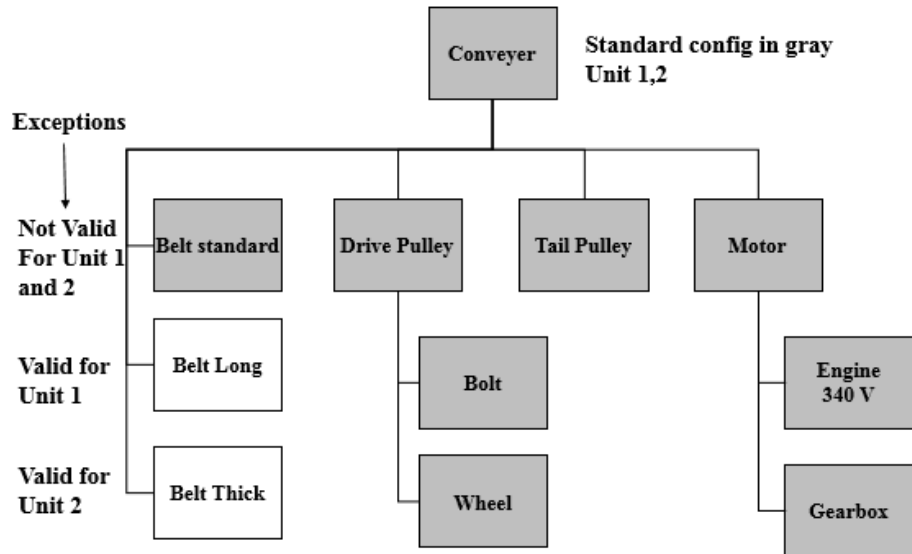 Conveyer
Standard config in gray
Unit 1,2
Exceptions
Not Valid
For Unit 1
and 2
Belt standard
Drive Pulley
Tail Pulley
Motor
Valid for
Unit 1
Belt Long
Bolt
Engine
340 V
Valid for
Unit 2
Belt Thick
Wheel
Gearbox